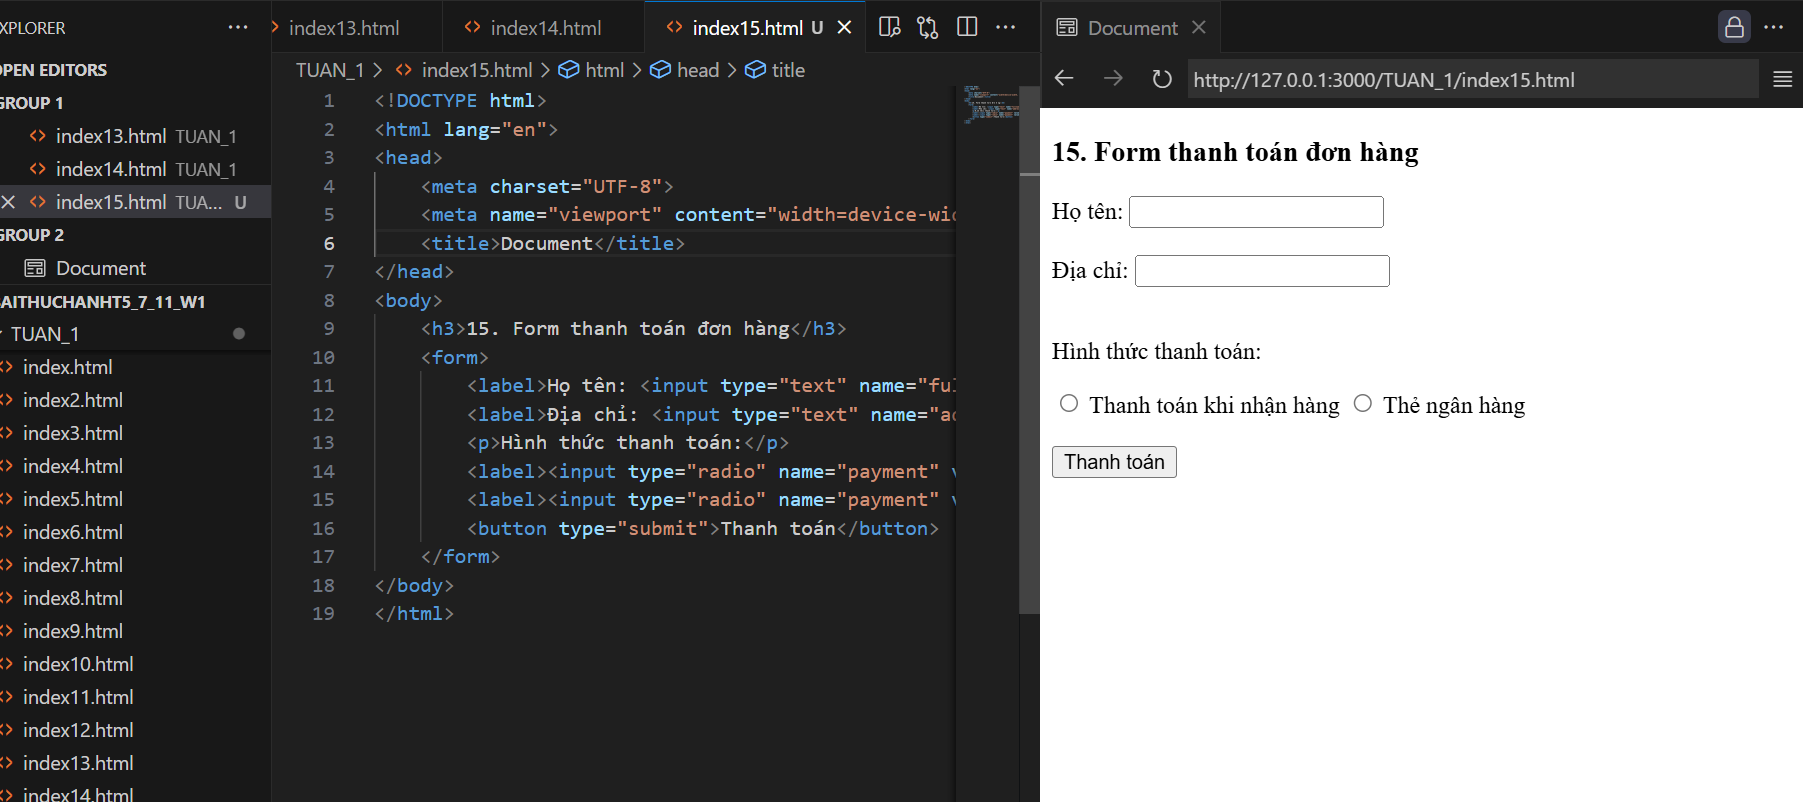 XPLORER
OPEN EDITORS
GROUP 1
index13.html TUAN_1
index14.html TUAN_1
index15.html TUA... U
GROUP 2
Document
AITHUCHANHT5_7_11_W1
TUAN_1
index.html
index2.html
index3.html
index4.html
index5.html
index6.html
index7.html
index8.html
index9.html
index10.html
index11.html
index12.html
index13.html
index14.html
index13.html
index14.html
index15.html U
TUAN_1 > index15.html > html > head > title
1 <!DOCTYPE html>
2 <html lang="en">
3 <head>
4 <meta charset="UTF-8">
5 <meta name="viewport" content="width=device-wid
6 <title>Document</title>
7 </head>
8 <body>
9 <h3>15. Form thanh toán đơn hàng</h3>
10 <form>
11 <label>Họ tên: <input type="text" name="ful
12 <label>Địa chỉ: <input type="text" name="ad
13 <p>Hình thức thanh toán:</p>
14 <label><input type="radio" name="payment" v
15 <label><input type="radio" name="payment" v
16 <button type="submit">Thanh toán</button>
17 </form>
18 </body>
19 </html>
Document
http://127.0.0.1:3000/TUAN_1/index15.html
15. Form thanh toán đơn hàng
Họ tên:
Địa chỉ:
Hình thức thanh toán:
Thanh toán khi nhận hàng Thẻ ngân hàng
Thanh toán